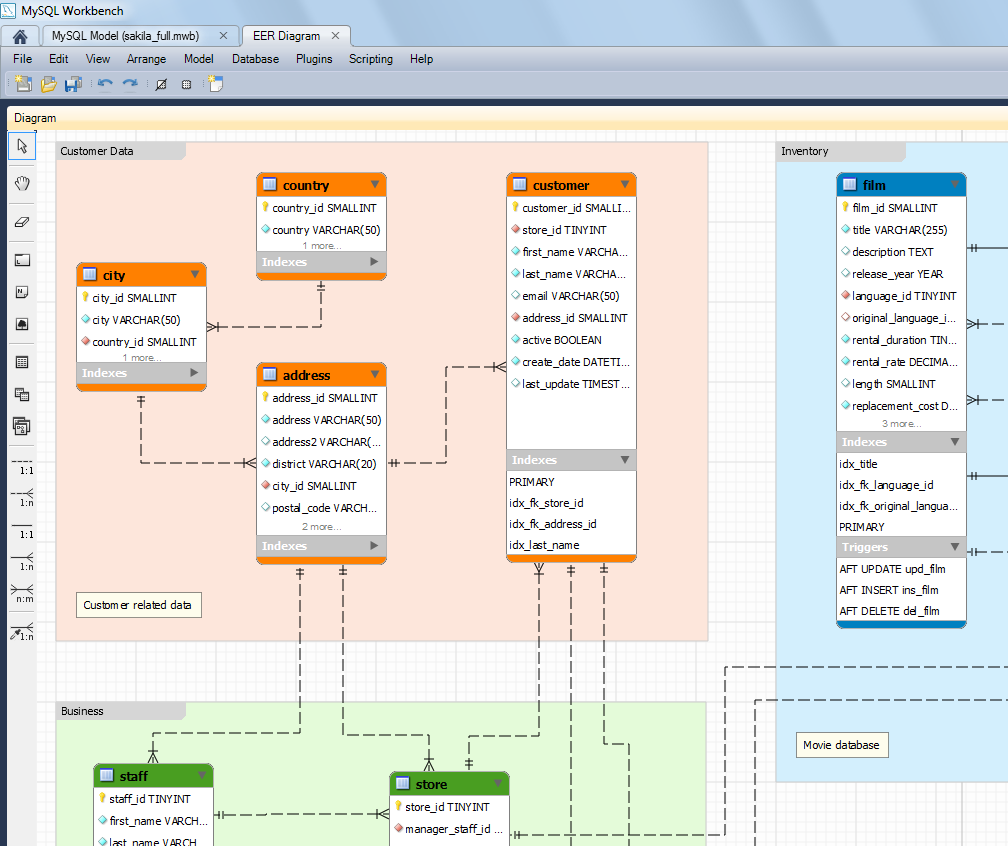 MySQL Workbench
MySQL Model (sakila_full.mwb)
EER Diagram
File Edit View Arrange Model Database Plugins Scripting Help
Diagram
Customer Data
country
country_id SMALLINT
country VARCHAR(50)
1 more...
Indexes
city
city_id SMALLINT
city VARCHAR(50)
country_id SMALLINT
1 more...
Indexes
address
address_id SMALLINT
address VARCHAR(50)
address2 VARCHAR(...
district VARCHAR(20)
city_id SMALLINT
postal_code VARCH...
2 more...
Indexes
customer
customer_id SMALLI...
store_id TINYINT
first_name VARCHA...
last_name VARCHA...
email VARCHAR(50)
address_id SMALLINT
active BOOLEAN
create_date DATETI...
last_update TIMEST...
Indexes
PRIMARY
idx_fk_store_id
idx_fk_address_id
idx_last_name
Customer related data
Inventory
film
film_id SMALLINT
title VARCHAR(255)
description TEXT
release_year YEAR
language_id TINYINT
original_language_i...
rental_duration TIN...
rental_rate DECIMA...
length SMALLINT
replacement_cost D...
3 more...
Indexes
idx_title
idx_fk_language_id
idx_fk_original_langua...
PRIMARY
Triggers
AFT UPDATE upd_film
AFT INSERT ins_film
AFT DELETE del_film
Movie database
1:1
1:n
1:1
1:n
n:m
1:n
Business
staff
staff_id TINYINT
first_name VARCH...
last_name VARCH...
store
store_id TINYINT
manager_staff_id ...